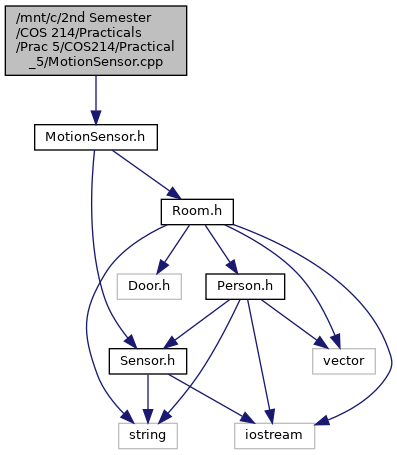 /mnt/c/2nd Semester
/COS 214/Practicals
/Prac 5/COS214/Practical
_5/MotionSensor.cpp
MotionSensor.h
Room.h
Door.h
Person.h
Sensor.h
vector
string
iostream